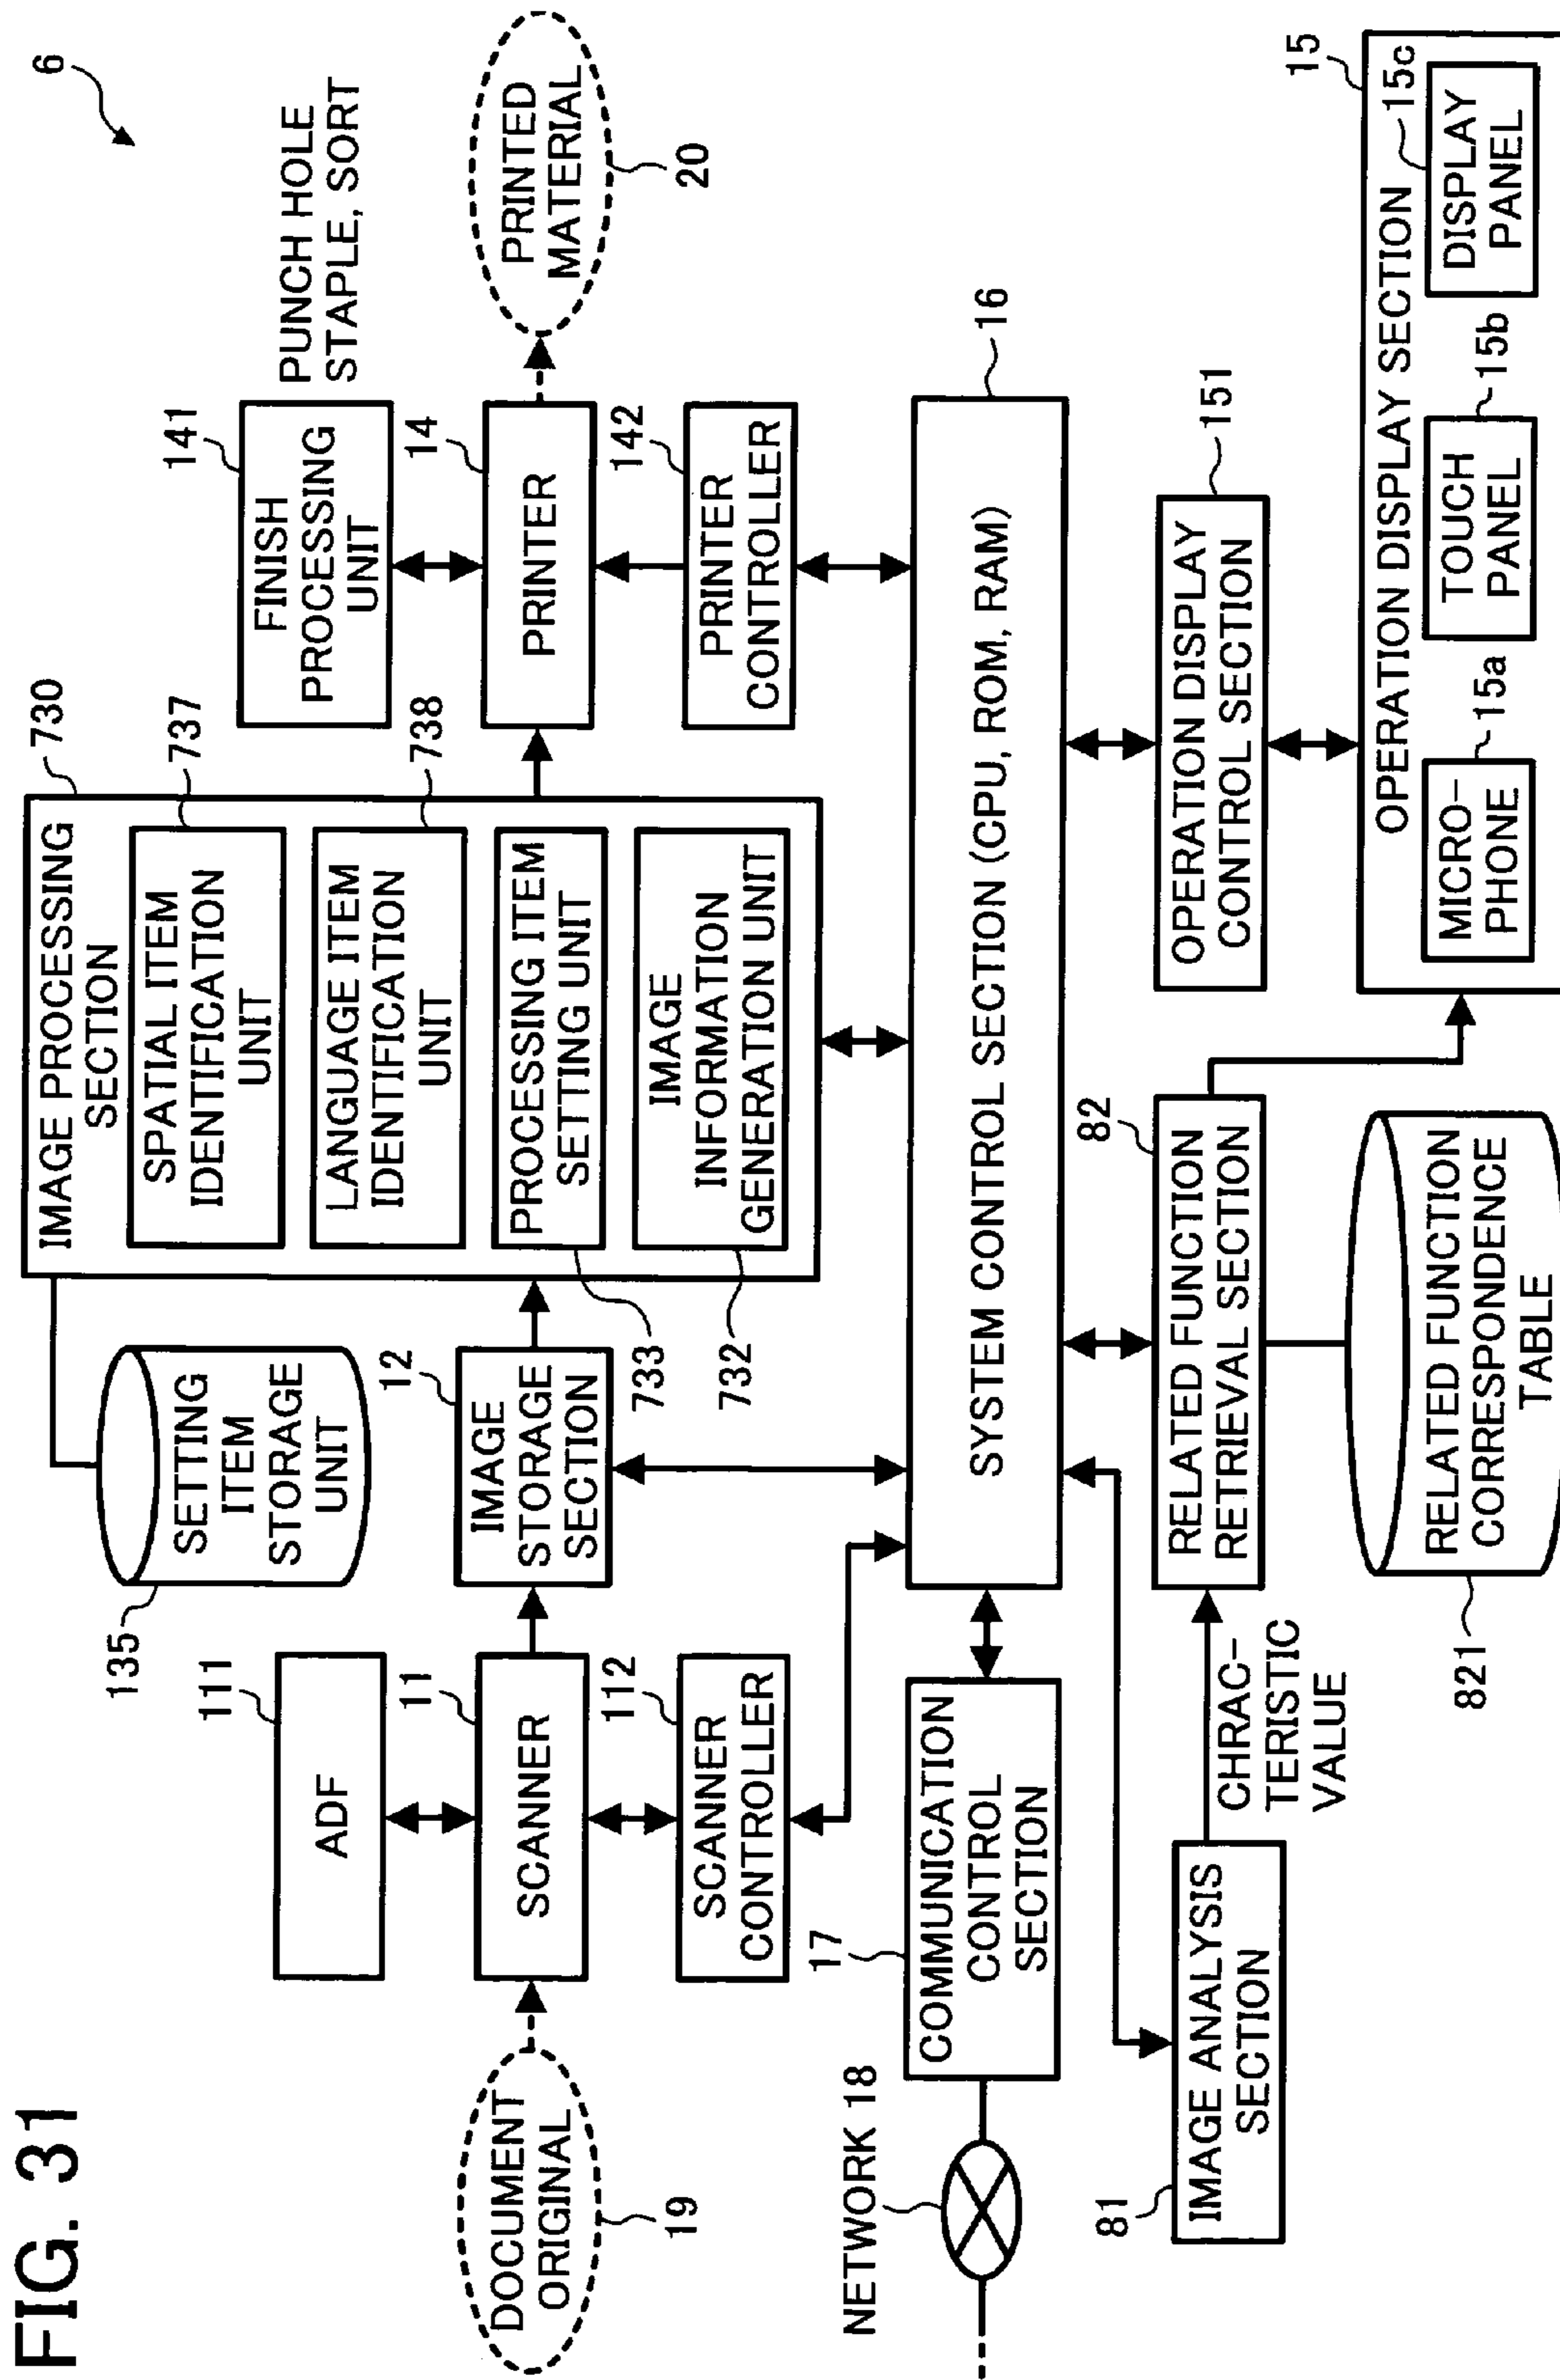 FIG. 31
6
DOCUMENT
ORIGINAL
19
ADF
111
SCANNER
11
SCANNER
CONTROLLER
112
SETTING
ITEM
STORAGE
UNIT
135
IMAGE
STORAGE
SECTION
12
IMAGE PROCESSING
SECTION
730
SPATIAL ITEM
IDENTIFICATION
UNIT
737
LANGUAGE ITEM
IDENTIFICATION
UNIT
738
PROCESSING ITEM
SETTING UNIT
733
IMAGE
INFORMATION
GENERATION UNIT
732
FINISH
PROCESSING
UNIT
141
PUNCH HOLE
STAPLE, SORT
PRINTER
14
PRINTER
CONTROLLER
142
PRINTED
MATERIAL
20
NETWORK 18
COMMUNICATION
CONTROL
SECTION
17
SYSTEM CONTROL SECTION (CPU, ROM, RAM)
16
IMAGE ANALYSIS
SECTION
81
CHRAC-
TERISTIC
VALUE
RELATED FUNCTION
RETRIEVAL SECTION
82
RELATED FUNCTION
CORRESPONDENCE
TABLE
821
OPERATION DISPLAY
CONTROL SECTION
151
OPERATION DISPLAY SECTION
15
MICRO-
PHONE
15a
TOUCH
PANEL
15b
DISPLAY
PANEL
15c